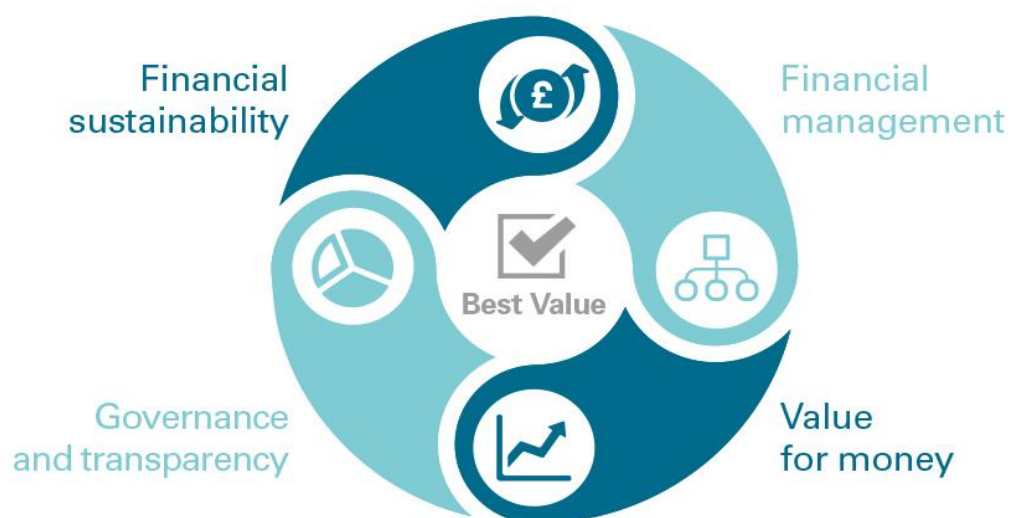 Financial
sustainability
Financial
management
£
Best Value
Governance
and transparency
Value
for money